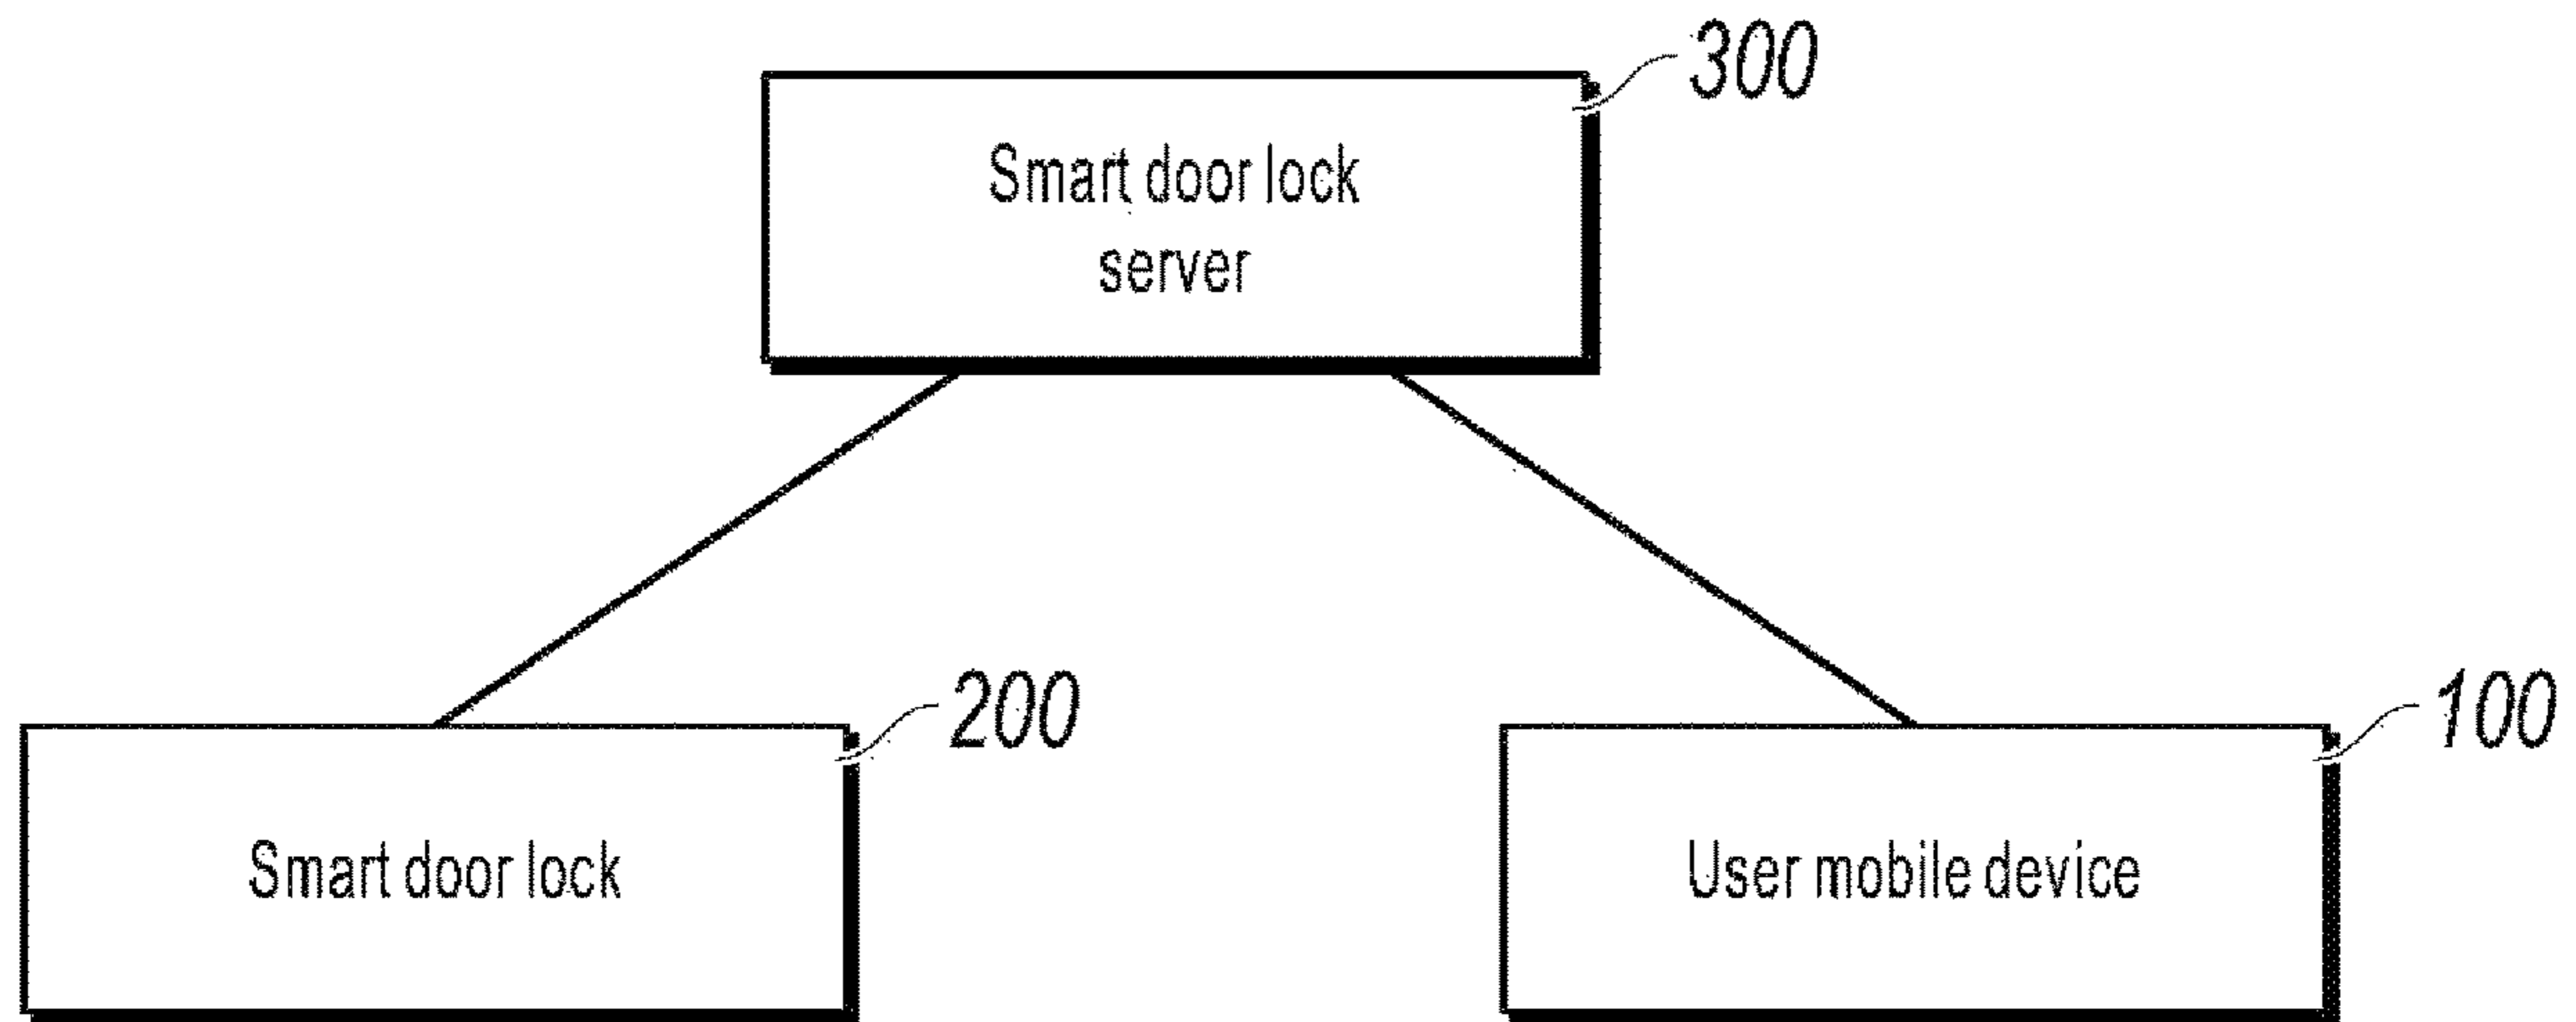 300
Smart door lock
server
200
100
Smart door lock
User mobile device